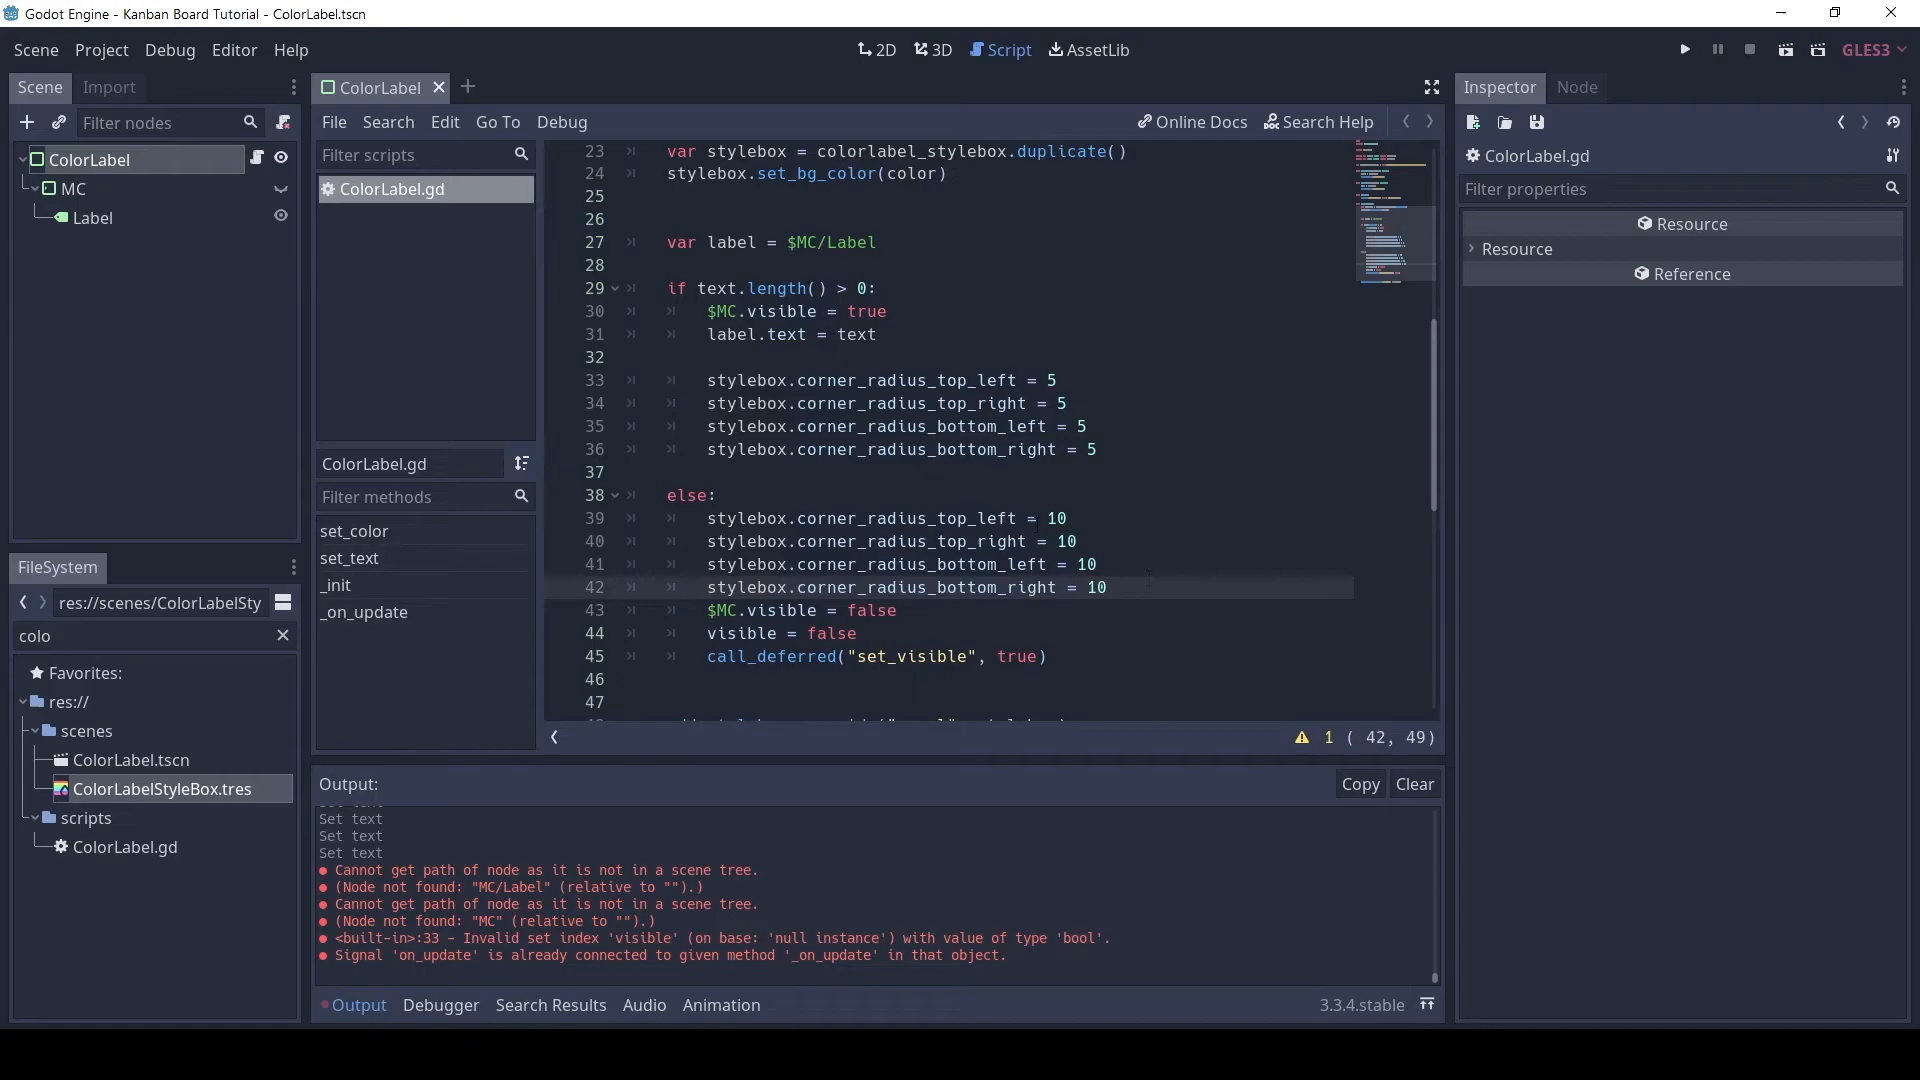 Godot Engine - Kanban Board Tutorial - ColorLabel.tscn
Scene Project Debug Editor Help
2D 3D Script AssetLib
GLES3
Scene Import
Filter nodes
ColorLabel
MC
Label
FileSystem
res://scenes/ColorLabelSty
colo
Favorites:
res://
scenes
ColorLabel.tscn
ColorLabelStyleBox.tres
scripts
ColorLabel.gd
ColorLabel
File Search Edit Go To Debug
Online Docs Search Help
Filter scripts
ColorLabel.gd
ColorLabel.gd
Filter methods
set_color
set_text
_init
_on_update
23 var stylebox = colorlabel_stylebox.duplicate()
24 stylebox.set_bg_color(color)
25
26
27 var label = $MC/Label
28
29 if text.length() > 0:
30 $MC.visible = true
31 label.text = text
32
33 stylebox.corner_radius_top_left = 5
34 stylebox.corner_radius_top_right = 5
35 stylebox.corner_radius_bottom_left = 5
36 stylebox.corner_radius_bottom_right = 5
37
38 else:
39 stylebox.corner_radius_top_left = 10
40 stylebox.corner_radius_top_right = 10
41 stylebox.corner_radius_bottom_left = 10
42 stylebox.corner_radius_bottom_right = 10
43 $MC.visible = false
44 visible = false
45 call_deferred("set_visible", true)
46
47
1 ( 42, 49)
Output:
Copy Clear
Set text
Set text
Set text
Cannot get path of node as it is not in a scene tree.
(Node not found: "MC/Label" (relative to "").)
Cannot get path of node as it is not in a scene tree.
(Node not found: "MC" (relative to "").)
<built-in>:33 - Invalid set index 'visible' (on base: 'null instance') with value of type 'bool'.
Signal 'on_update' is already connected to given method '_on_update' in that object.
Output Debugger Search Results Audio Animation
3.3.4.stable
Inspector Node
ColorLabel.gd
Filter properties
Resource
Resource
Reference